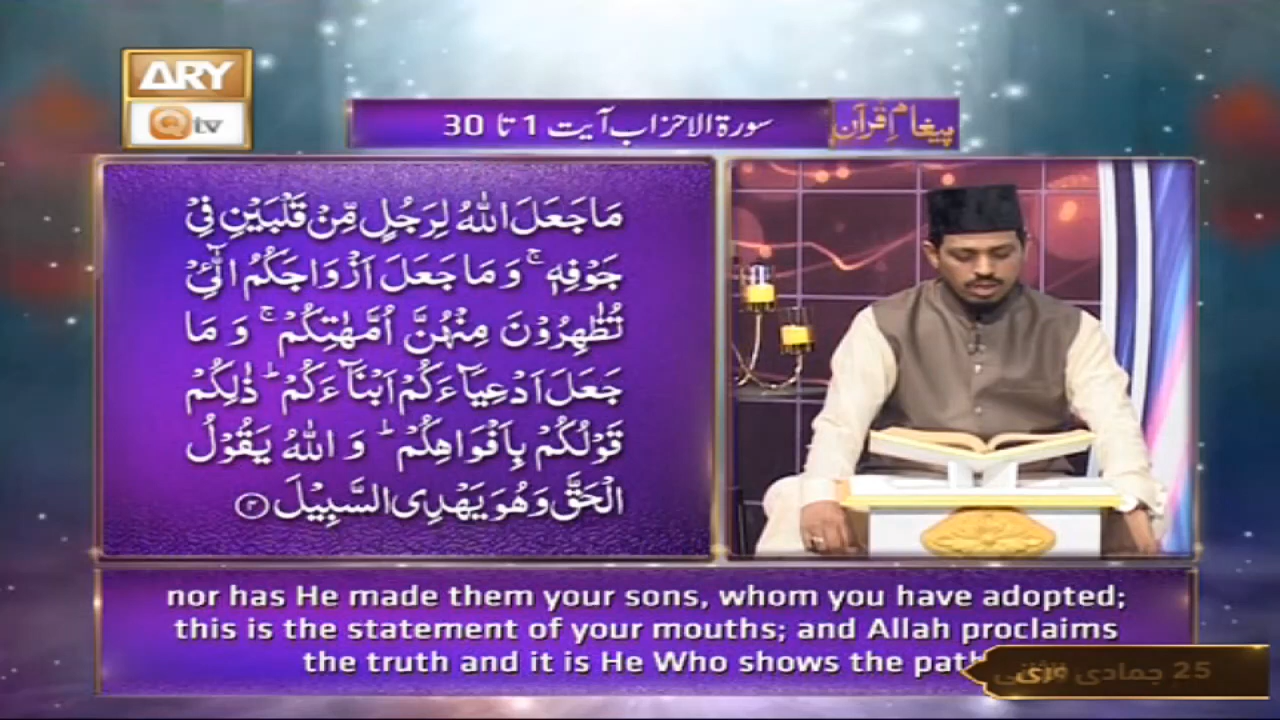 ARY
Qtv
پیغامِ قرآن
سورۃ الاحزاب آیت 1 تا 30
مَا جَعَلَ اللّٰهُ لِرَجُلٍ مِّنْ قَلْبَیْنِ فِیْ
جَوْفِهٖ ۚ وَ مَا جَعَلَ اَزْوَاجَكُمُ الّٰٓـِٔیْ
تُظٰهِرُوْنَ مِنْهُنَّ اُمَّهٰتِكُمْ ۚ وَ مَا
جَعَلَ اَدْعِیَآءَكُمْ اَبْنَآءَكُمْ ؕ ذٰلِكُمْ
قَوْلُكُمْ بِاَفْوَاهِكُمْ ؕ وَ اللّٰهُ یَقُوْلُ
الْحَقَّ وَ هُوَ یَهْدِی السَّبِیْلَ ﴿۴﴾
nor has He made them your sons, whom you have adopted;
this is the statement of your mouths; and Allah proclaims
the truth and it is He Who shows the path
25 جمادی